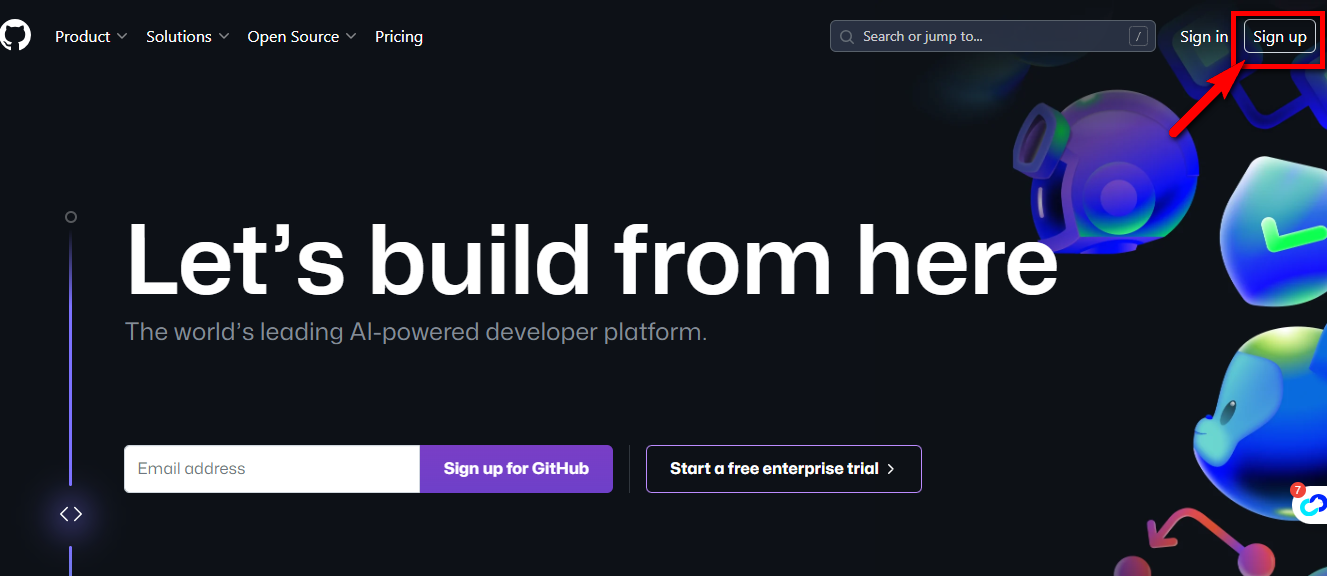 Product Solutions Open Source Pricing Search or jump to... / Sign in Sign up
Let's build from here
The world's leading AI-powered developer platform.
Email address Sign up for GitHub Start a free enterprise trial
7